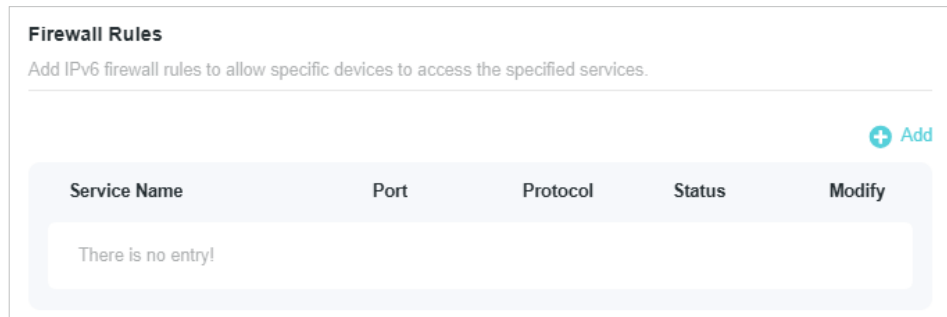 Firewall Rules
Add IPv6 firewall rules to allow specific devices to access the specified services.
Add
Service Name Port Protocol Status Modify
There is no entry!